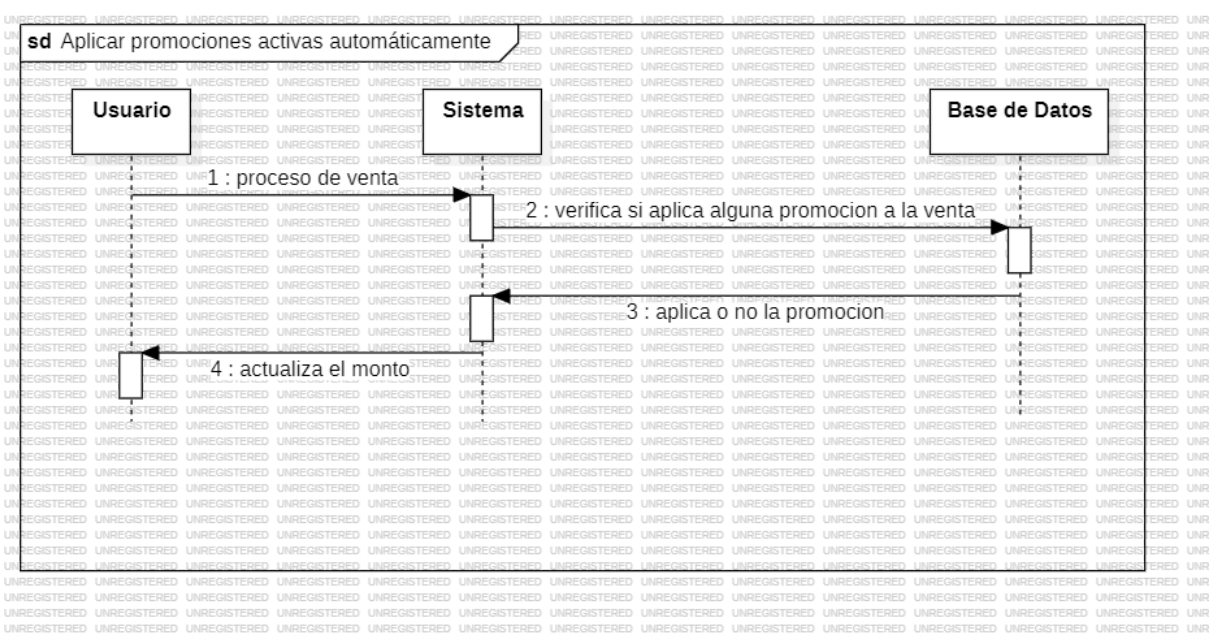 sd Aplicar promociones activas automáticamente
Usuario
Sistema
Base de Datos
1 : proceso de venta
2 : verifica si aplica alguna promocion a la venta
3 : aplica o no la promocion
4 : actualiza el monto
UNREGISTERED